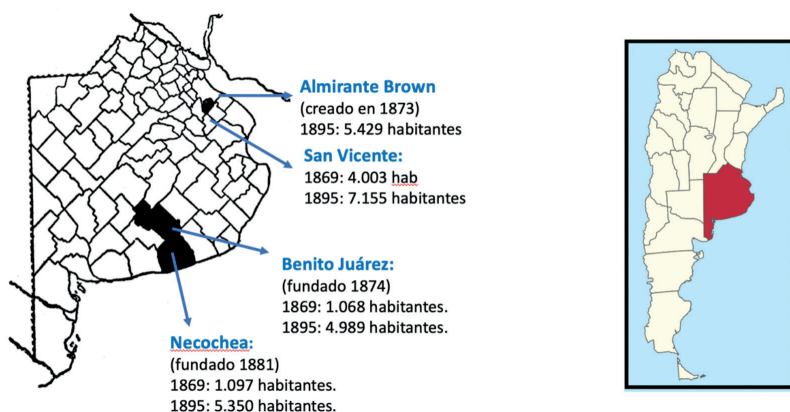 Almirante Brown
(creado en 1873)
1895: 5.429 habitantes
San Vicente:
1869: 4.003 hab
1895: 7.155 habitantes
Benito Juárez:
(fundado 1874)
1869: 1.068 habitantes.
1895: 4.989 habitantes.
Necochea:
(fundado 1881)
1869: 1.097 habitantes.
1895: 5.350 habitantes.